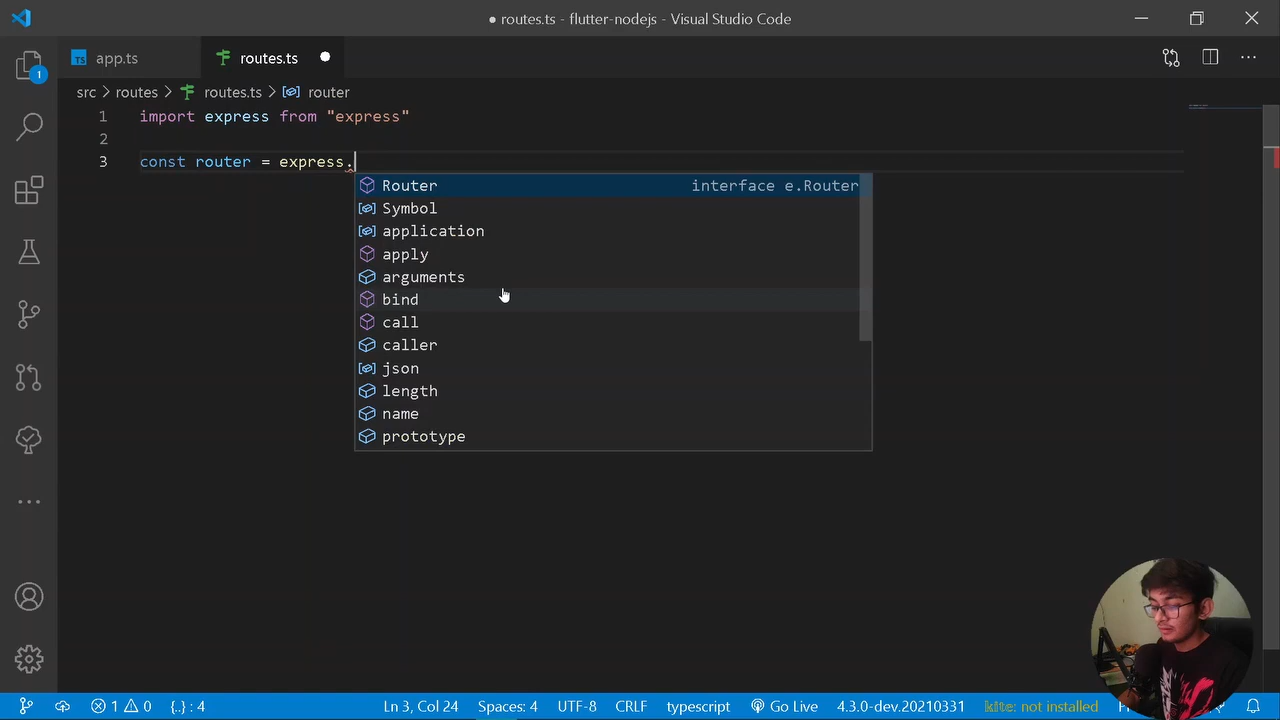 ● routes.ts - flutter-nodejs - Visual Studio Code
app.ts
routes.ts
1
src > routes > routes.ts > router
1 import express from "express"
2
3 const router = express.
Router interface e.Router
Symbol
application
apply
arguments
bind
call
caller
json
length
name
prototype
1 0 {..} : 4 Ln 3, Col 24 Spaces: 4 UTF-8 CRLF typescript Go Live 4.3.0-dev.20210331 kite: not installed